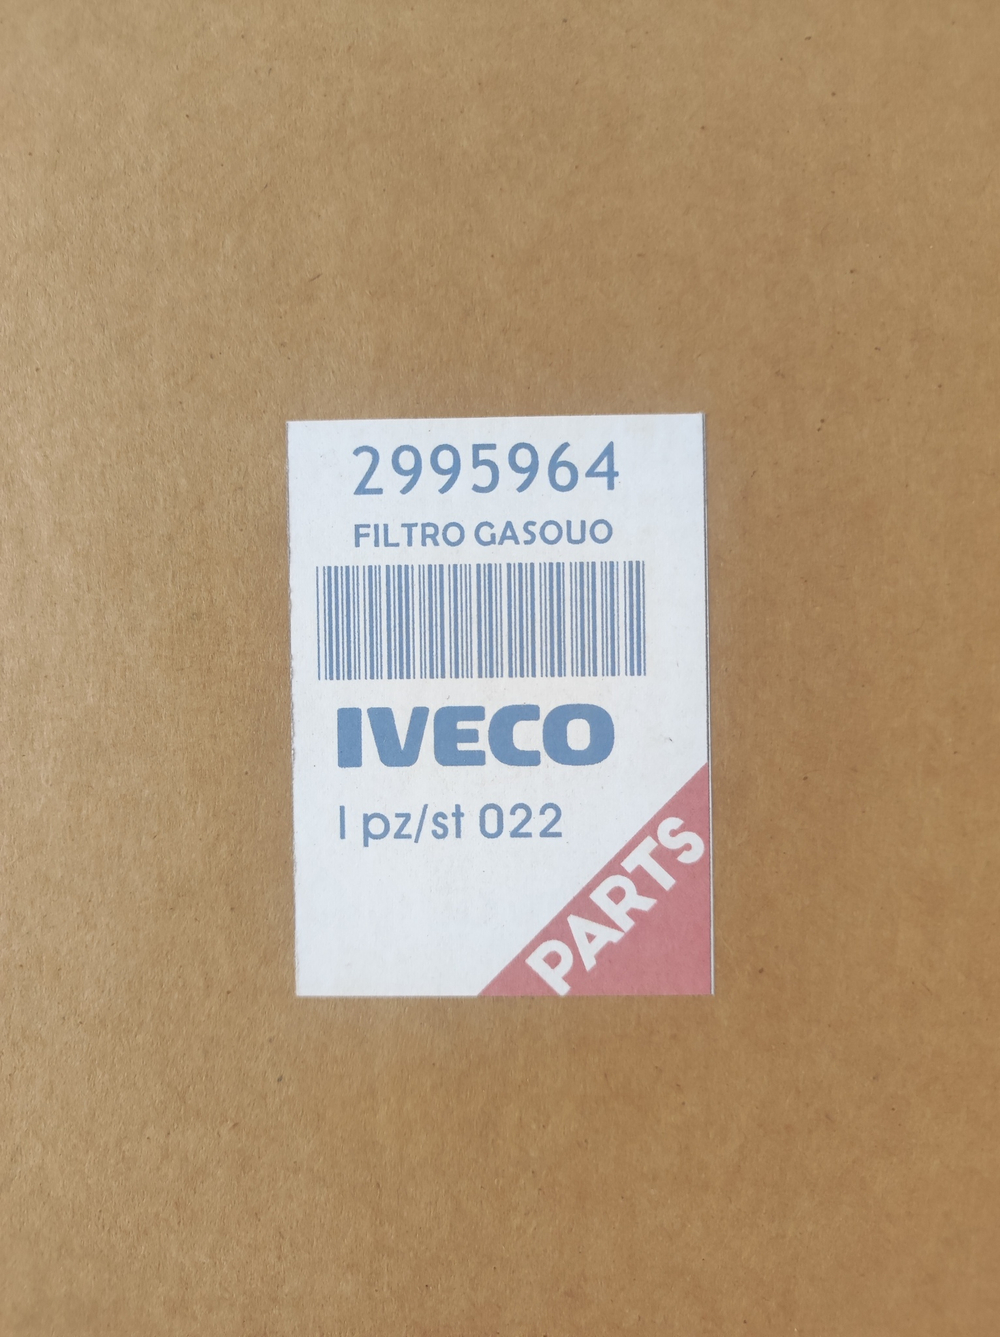 2995964
FILTRO GASOUO
IVECO
l pz/st 022
PARTS